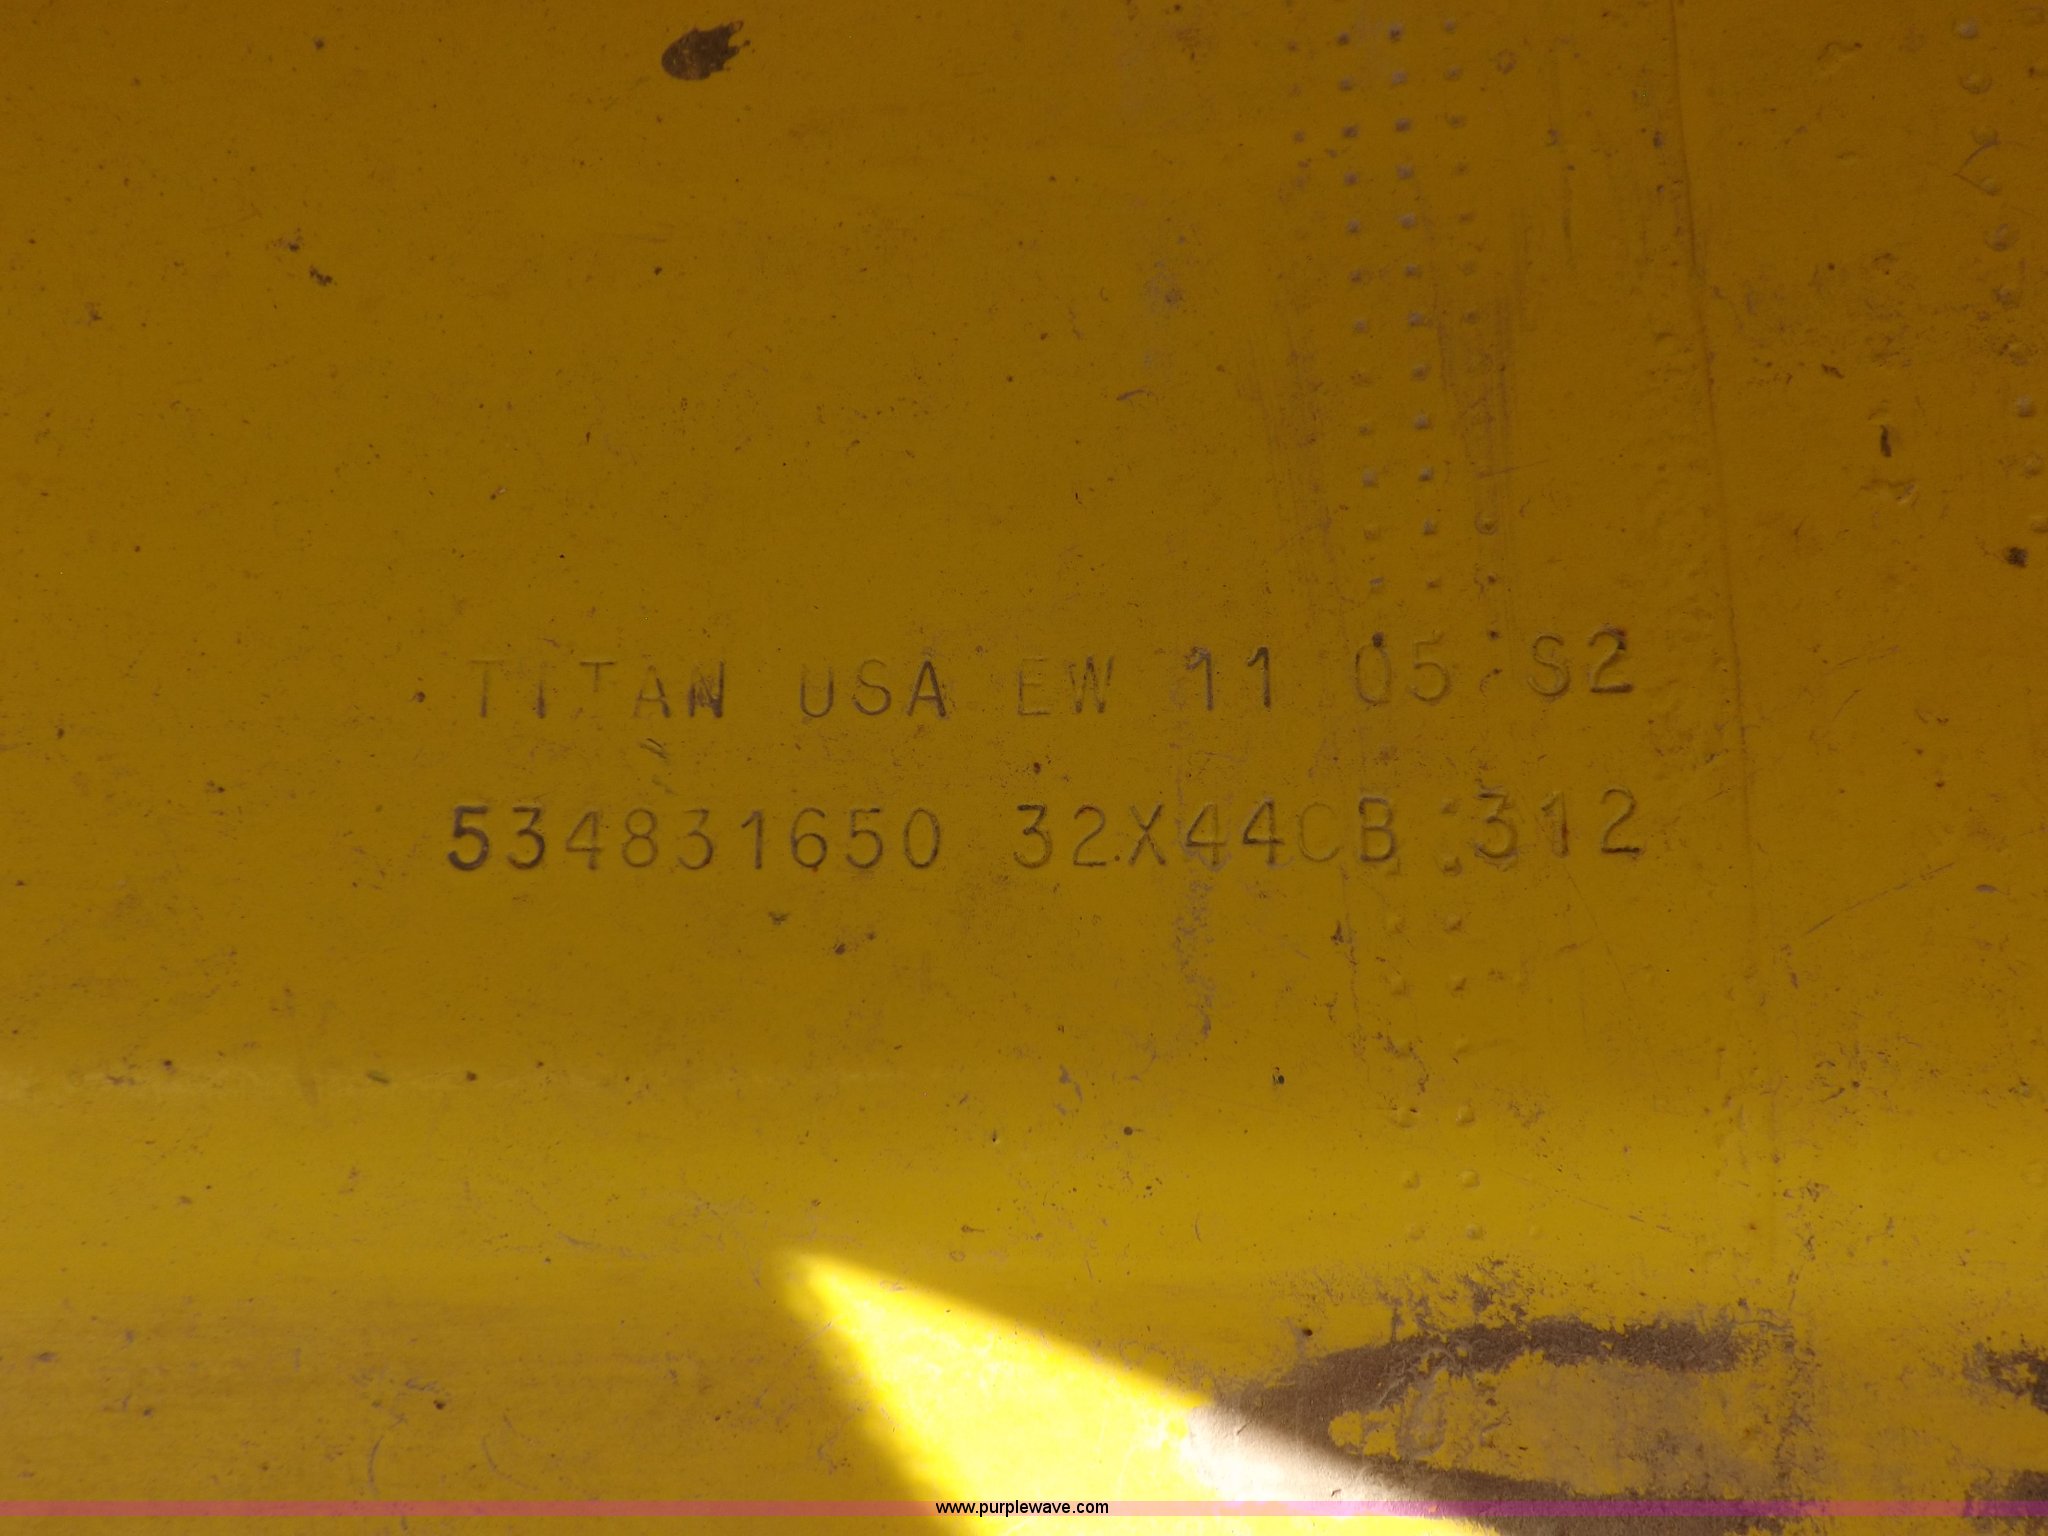 TITAN USA EW 11 05 S2
534831650 32X44CB 312
www.purplewave.com